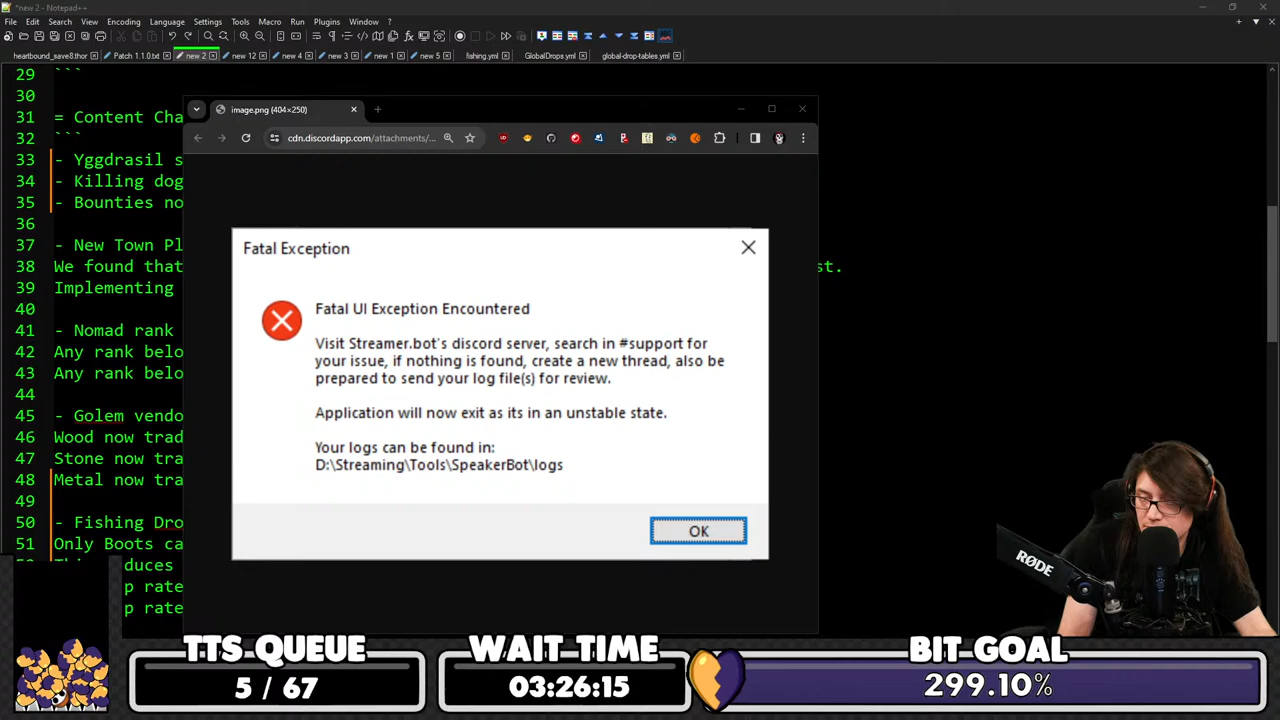 *new 2 - Notepad++
File Edit Search View Encoding Language Settings Tools Macro Run Plugins Window ?
heartbound_save8.thor Patch 1.1.0.txt new 2 new 12 new 4 new 3 new 1 new 5 fishing.yml GlobalDrops.yml global-drop-tables.yml
29 ```
30
31 = Content Cha
32 ```
33 - Yggdrasil s
34 - Killing dog
35 - Bounties no
36
37 - New Town Pl
38 We found that st.
39 Implementing
40
41 - Nomad rank
42 Any rank belo
43 Any rank belo
44
45 - Golem vendo
46 Wood now trad
47 Stone now tra
48 Metal now tra
49
50 - Fishing Dro
51 Only Boots ca
duces
p rate
p rate
image.png (404×250)
cdn.discordapp.com/attachments/...
Fatal Exception
Fatal UI Exception Encountered
Visit Streamer.bot's discord server, search in #support for
your issue, if nothing is found, create a new thread, also be
prepared to send your log file(s) for review.
Application will now exit as its in an unstable state.
Your logs can be found in:
D:\Streaming\Tools\SpeakerBot\logs
OK
RØDE
TTS QUEUE
5 / 67
WAIT TIME
03:26:15
BIT GOAL
299.10%